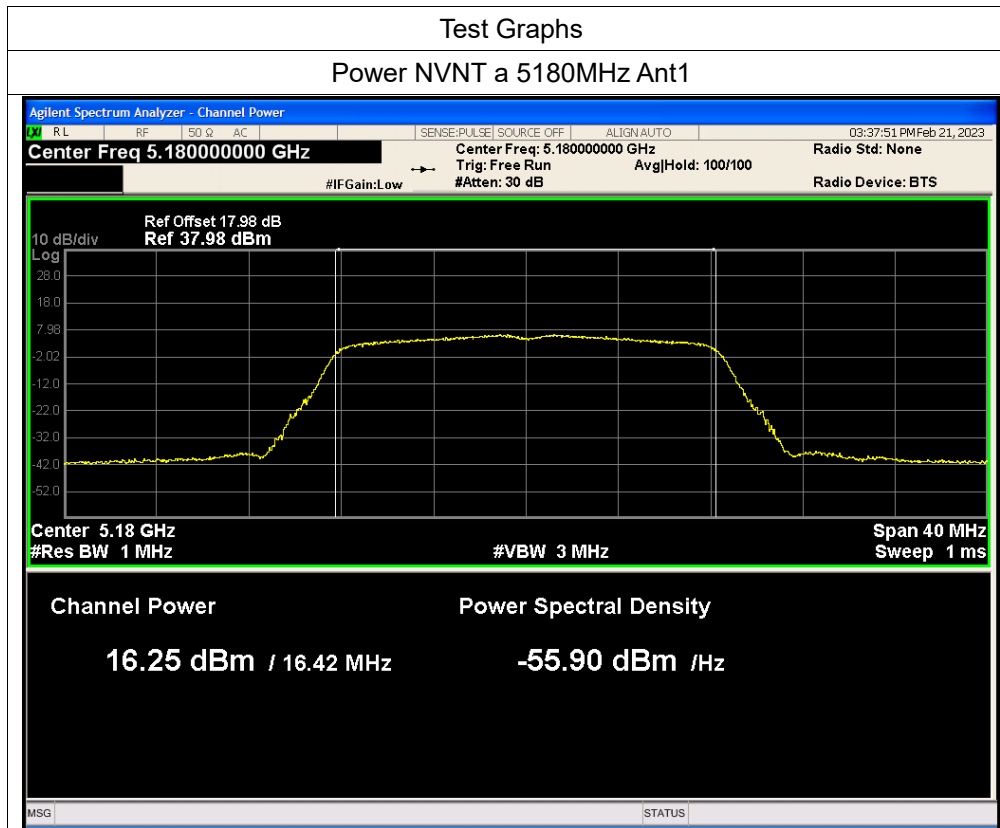 Test Graphs
Power NVNT a 5180MHz Ant1
Agilent Spectrum Analyzer - Channel Power
LXI RL RF 50 Ω AC SENSE:PULSE SOURCE OFF ALIGNAUTO 03:37:51 PM Feb 21, 2023
Center Freq 5.180000000 GHz Center Freq: 5.180000000 GHz Radio Std: None
Trig: Free Run Avg|Hold: 100/100
#IFGain:Low #Atten: 30 dB Radio Device: BTS
Ref Offset 17.98 dB
10 dB/div Ref 37.98 dBm
Log
28.0
18.0
7.98
-2.02
-12.0
-22.0
-32.0
-42.0
-52.0
Center 5.18 GHz Span 40 MHz
#Res BW 1 MHz #VBW 3 MHz Sweep 1 ms
Channel Power Power Spectral Density
16.25 dBm / 16.42 MHz -55.90 dBm /Hz
MSG STATUS